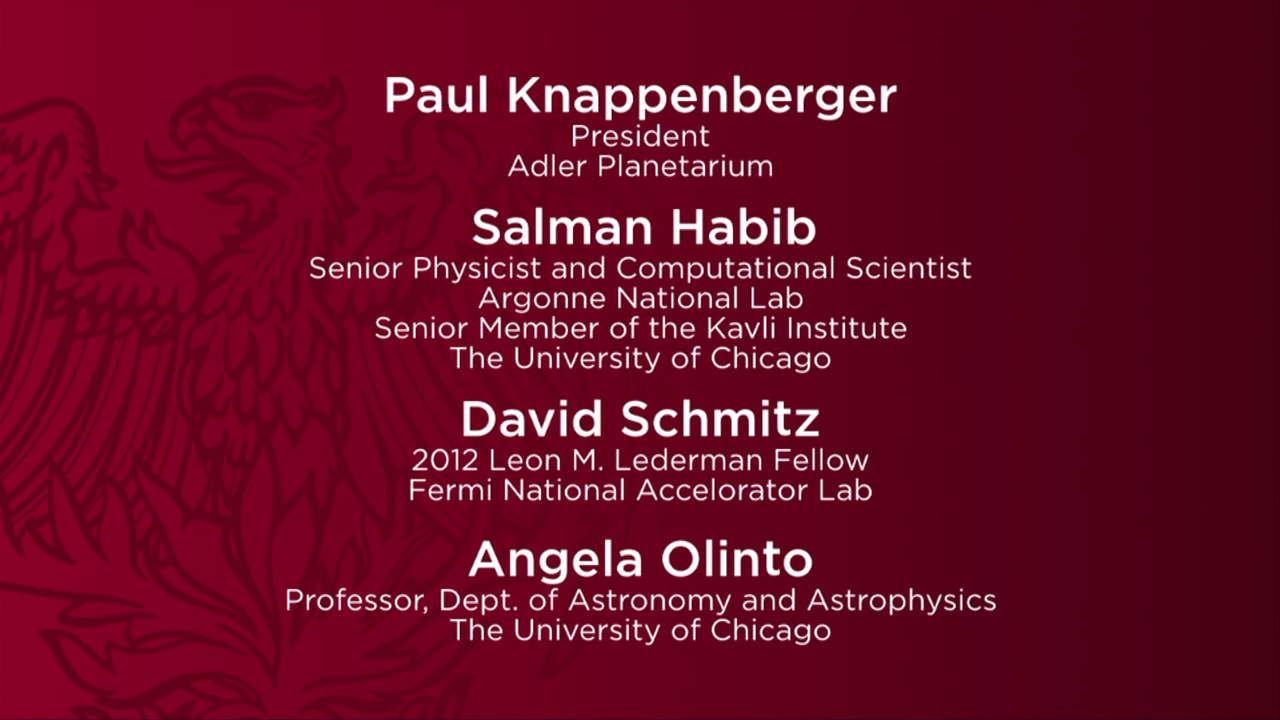 Paul Knappenberger
President
Adler Planetarium
Salman Habib
Senior Physicist and Computational Scientist
Argonne National Lab
Senior Member of the Kavli Institute
The University of Chicago
David Schmitz
2012 Leon M. Lederman Fellow
Fermi National Accelorator Lab
Angela Olinto
Professor, Dept. of Astronomy and Astrophysics
The University of Chicago